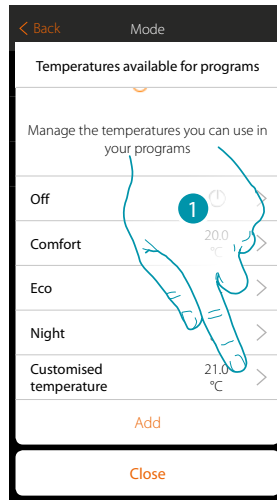 Back Mode
Temperatures available for programs
Manage the temperatures you can use in
your programs
Off
1
Comfort 20.0
°C
Eco
Night
Customised 21.0
temperature °C
Add
Close